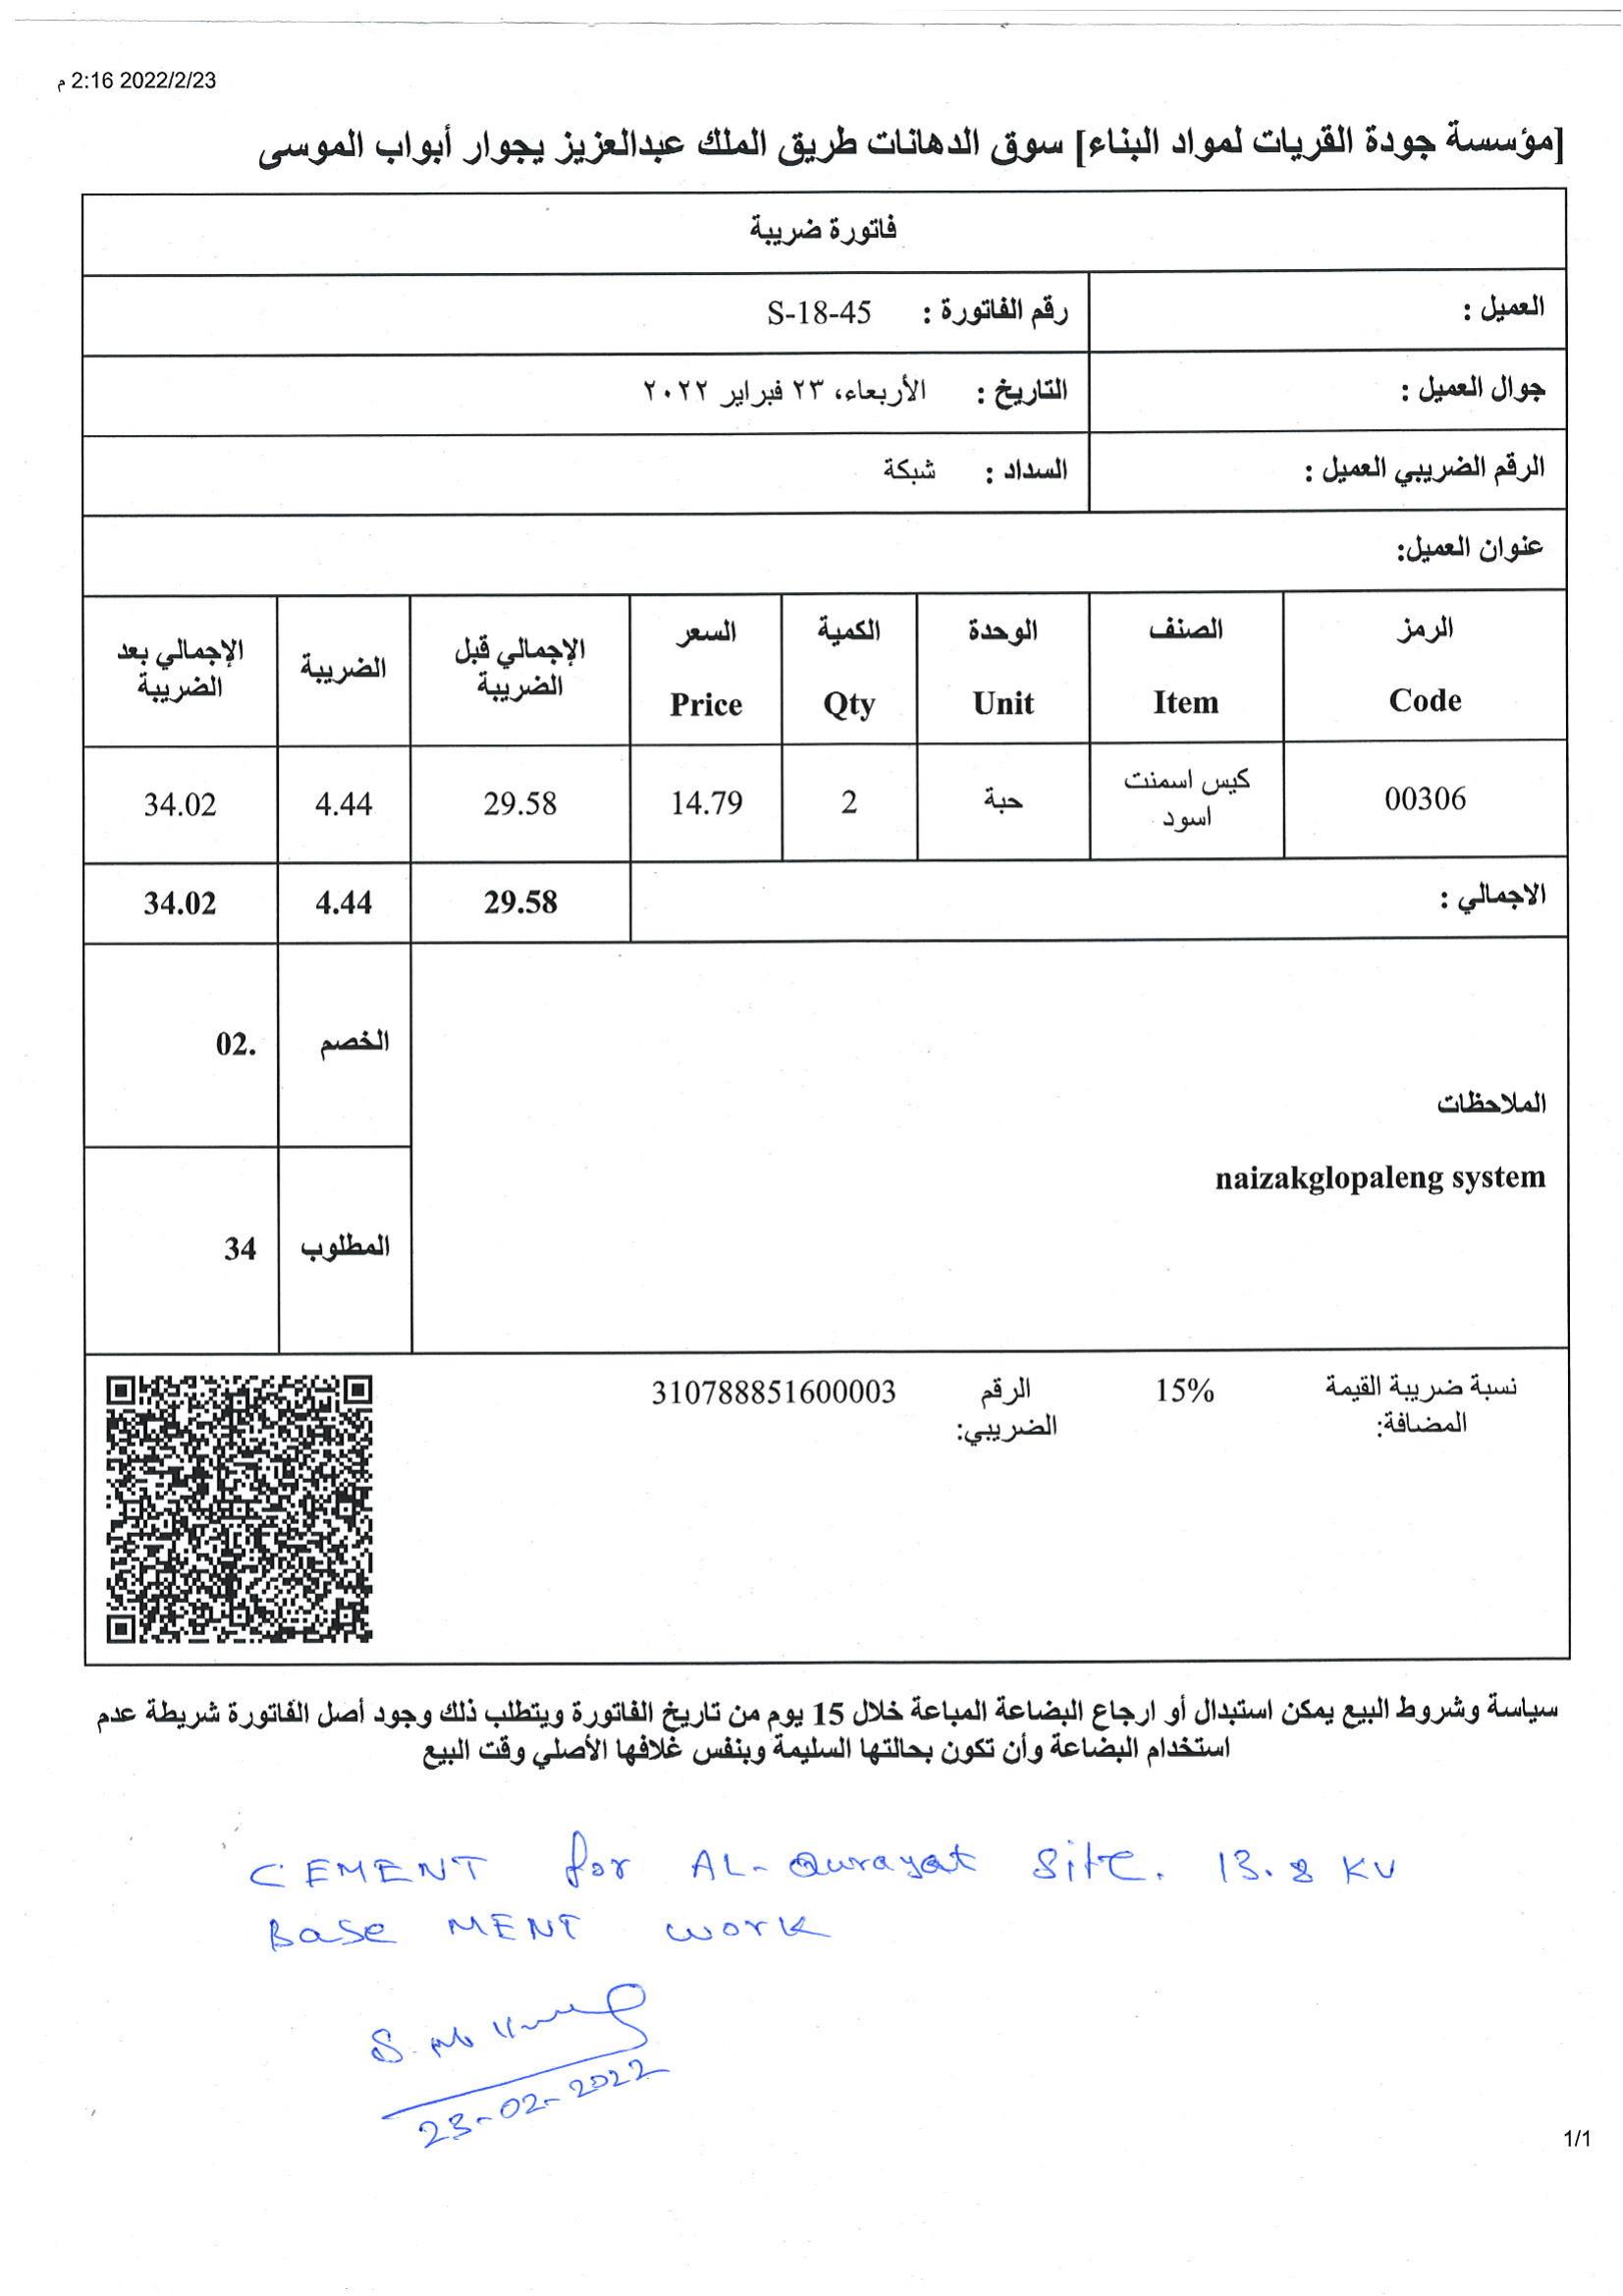 2:16 2022/2/23 م
[مؤسسة جودة القريات لمواد البناء] سوق الدهانات طريق الملك عبدالعزيز يجوار أبواب الموسى
فاتورة ضريبة
العميل : رقم الفاتورة : S-18-45
جوال العميل : التاريخ : الأربعاء، ٢٣ فبراير ٢٠٢٢
الرقم الضريبي العميل : السداد : شبكة
عنوان العميل:
الرمز الصنف الوحدة الكمية السعر الإجمالي قبل الضريبة الضريبة الإجمالي بعد الضريبة
Code Item Unit Qty Price
00306 كيس اسمنت اسود حبة 2 14.79 29.58 4.44 34.02
الاجمالي : 29.58 4.44 34.02
الخصم 02.
الملاحظات
naizakglopaleng system
المطلوب 34
نسبة ضريبة القيمة المضافة: 15% الرقم الضريبي: 310788851600003
سياسة وشروط البيع يمكن استبدال أو ارجاع البضاعة المباعة خلال 15 يوم من تاريخ الفاتورة ويتطلب ذلك وجود أصل الفاتورة شريطة عدم
استخدام البضاعة وأن تكون بحالتها السليمة وبنفس غلافها الأصلي وقت البيع
CEMENT for AL-Qurayat Site. 13.8 KV
Base MENT work
23-02-2022
1/1